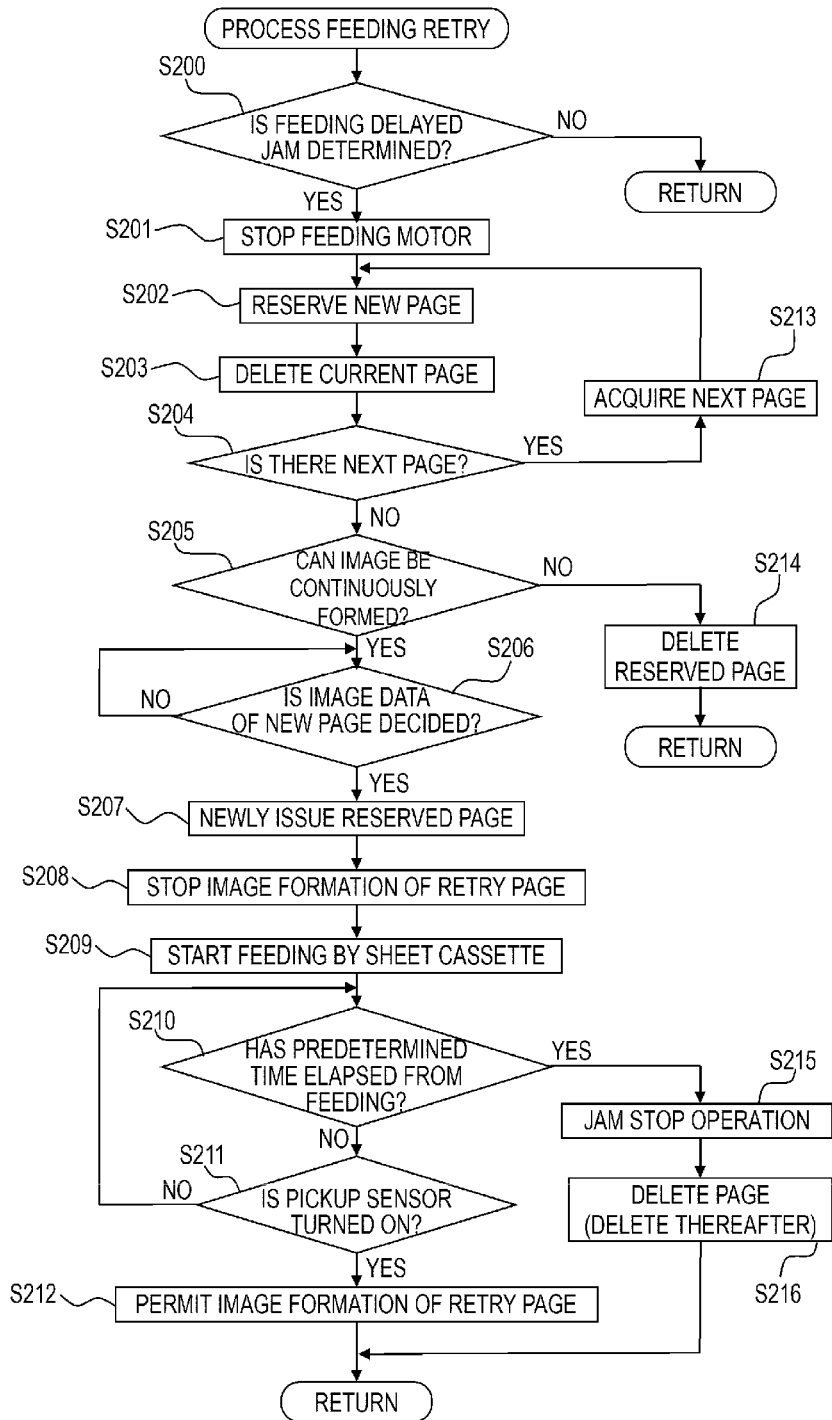 PROCESS FEEDING RETRY
S200
IS FEEDING DELAYED
JAM DETERMINED?
NO
RETURN
YES
S201
STOP FEEDING MOTOR
S202
RESERVE NEW PAGE
S213
S203
DELETE CURRENT PAGE
ACQUIRE NEXT PAGE
S204
IS THERE NEXT PAGE?
YES
NO
S205
CAN IMAGE BE
CONTINUOUSLY
FORMED?
NO
S214
DELETE
RESERVED PAGE
RETURN
YES
S206
IS IMAGE DATA
OF NEW PAGE DECIDED?
NO
YES
S207
NEWLY ISSUE RESERVED PAGE
S208
STOP IMAGE FORMATION OF RETRY PAGE
S209
START FEEDING BY SHEET CASSETTE
S210
HAS PREDETERMINED
TIME ELAPSED FROM
FEEDING?
YES
S215
JAM STOP OPERATION
NO
S211
IS PICKUP SENSOR
TURNED ON?
NO
DELETE PAGE
(DELETE THEREAFTER)
S216
YES
S212
PERMIT IMAGE FORMATION OF RETRY PAGE
RETURN